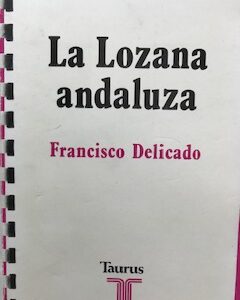 La Lozana
andaluza
Francisco Delicado
Taurus